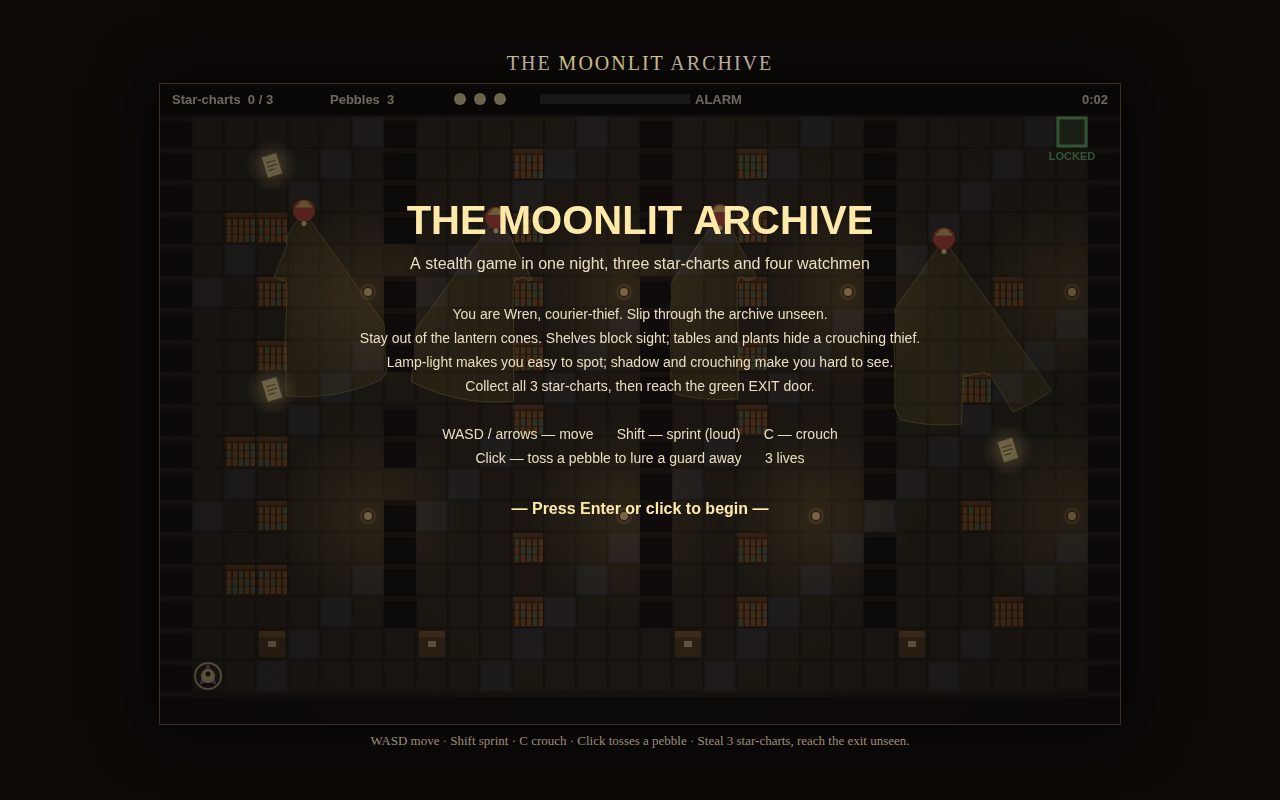 THE MOONLIT ARCHIVE
Star-charts 0 / 3 Pebbles 3 ALARM 0:02
LOCKED
THE MOONLIT ARCHIVE
A stealth game in one night, three star-charts and four watchmen
You are Wren, courier-thief. Slip through the archive unseen.
Stay out of the lantern cones. Shelves block sight; tables and plants hide a crouching thief.
Lamp-light makes you easy to spot; shadow and crouching make you hard to see.
Collect all 3 star-charts, then reach the green EXIT door.
WASD / arrows — move Shift — sprint (loud) C — crouch
Click — toss a pebble to lure a guard away 3 lives
— Press Enter or click to begin —
WASD move · Shift sprint · C crouch · Click tosses a pebble · Steal 3 star-charts, reach the exit unseen.